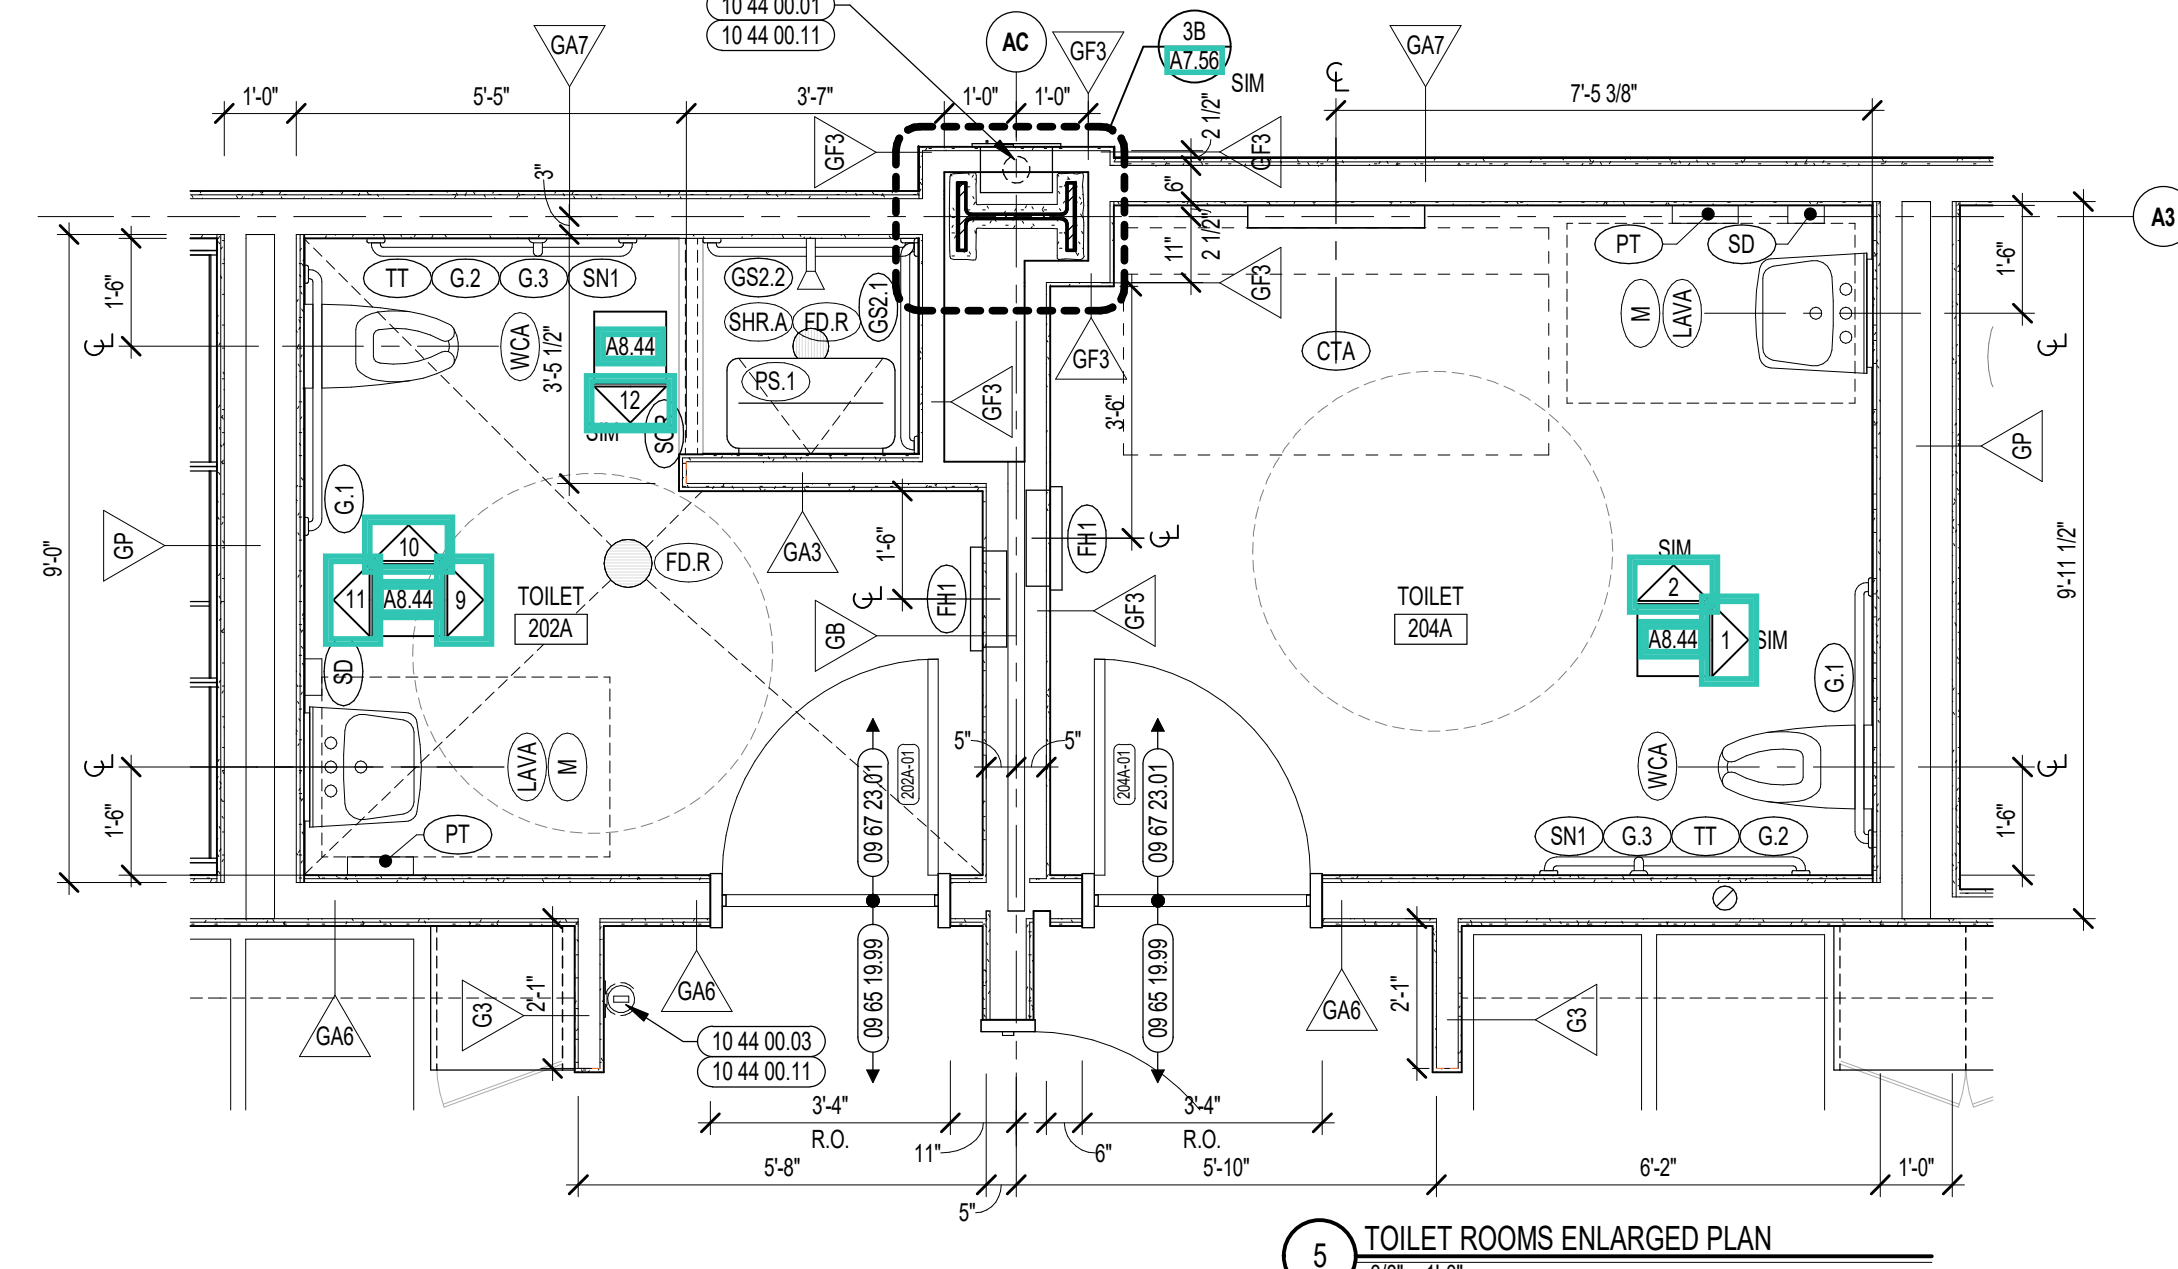 10 44 00.01
10 44 00.11
GA7
AC
GF3
3B
A7.56
SIM
GA7
1'-0"
5'-5"
3'-7"
1'-0"
1'-0"
2 1/2"
7'-5 3/8"
GF3
GF3
3"
6"
A3
1'-6"
TT
G.2
G.3
SN1
GS2.2
GS2.1
11"
2 1/2"
GF3
PT
SD
1'-6"
SHR.A
FD.R
M
LAVA
WCA
3'-5 1/2"
A8.44
GF3
CTA
PS.1
12
SIM
SCR
GF3
3'-6"
GP
G.1
GP
9'-0"
10
11
A8.44
9
FD.R
GA3
1'-6"
FH1
FH1
TOILET
202A
GB
GF3
TOILET
204A
SIM
2
A8.44
1
SIM
9'-11 1/2"
SD
G.1
1'-6"
LAVA
M
PT
09 67 23.01
202A-01
5"
5"
204A-01
09 67 23.01
WCA
SN1
G.3
TT
G.2
1'-6"
GA6
G3
2'-1"
GA6
09 65 19.99
09 65 19.99
GA6
2'-1"
G3
10 44 00.03
10 44 00.11
3'-4"
R.O.
11"
6"
3'-4"
R.O.
5'-8"
5"
5'-10"
6'-2"
1'-0"
5
TOILET ROOMS ENLARGED PLAN